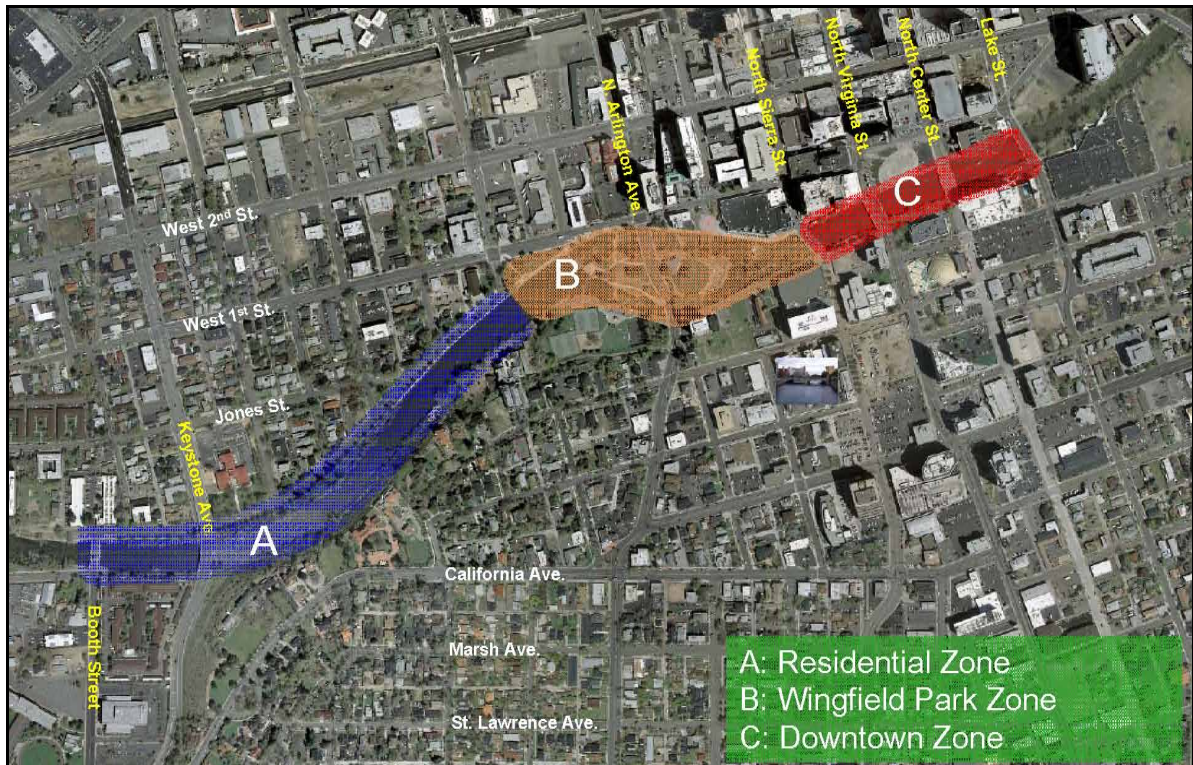 Lake St.
North Center St.
North Virginia St.
North Sierra St.
N. Arlington Ave.
West 2nd St.
C
B
West 1st St.
Jones St.
Keystone Ave.
A
California Ave.
Booth Street
Marsh Ave.
St. Lawrence Ave.
A: Residential Zone
B: Wingfield Park Zone
C: Downtown Zone